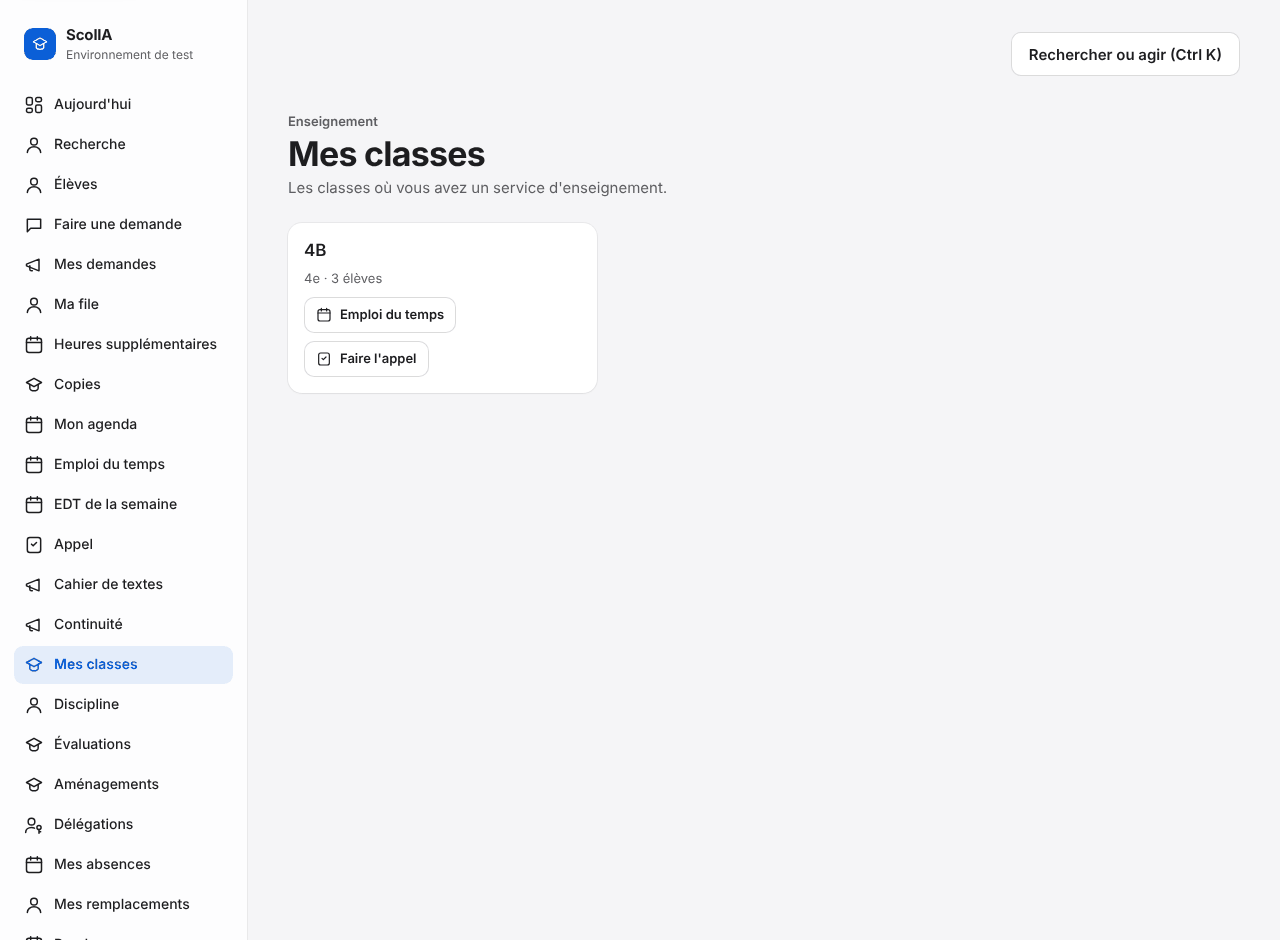 ScolIA
Environnement de test
Aujourd'hui
Recherche
Élèves
Faire une demande
Mes demandes
Ma file
Heures supplémentaires
Copies
Mon agenda
Emploi du temps
EDT de la semaine
Appel
Cahier de textes
Continuité
Mes classes
Discipline
Évaluations
Aménagements
Délégations
Mes absences
Mes remplacements
Rechercher ou agir (Ctrl K)
Enseignement
Mes classes
Les classes où vous avez un service d'enseignement.
4B
4e · 3 élèves
Emploi du temps
Faire l'appel